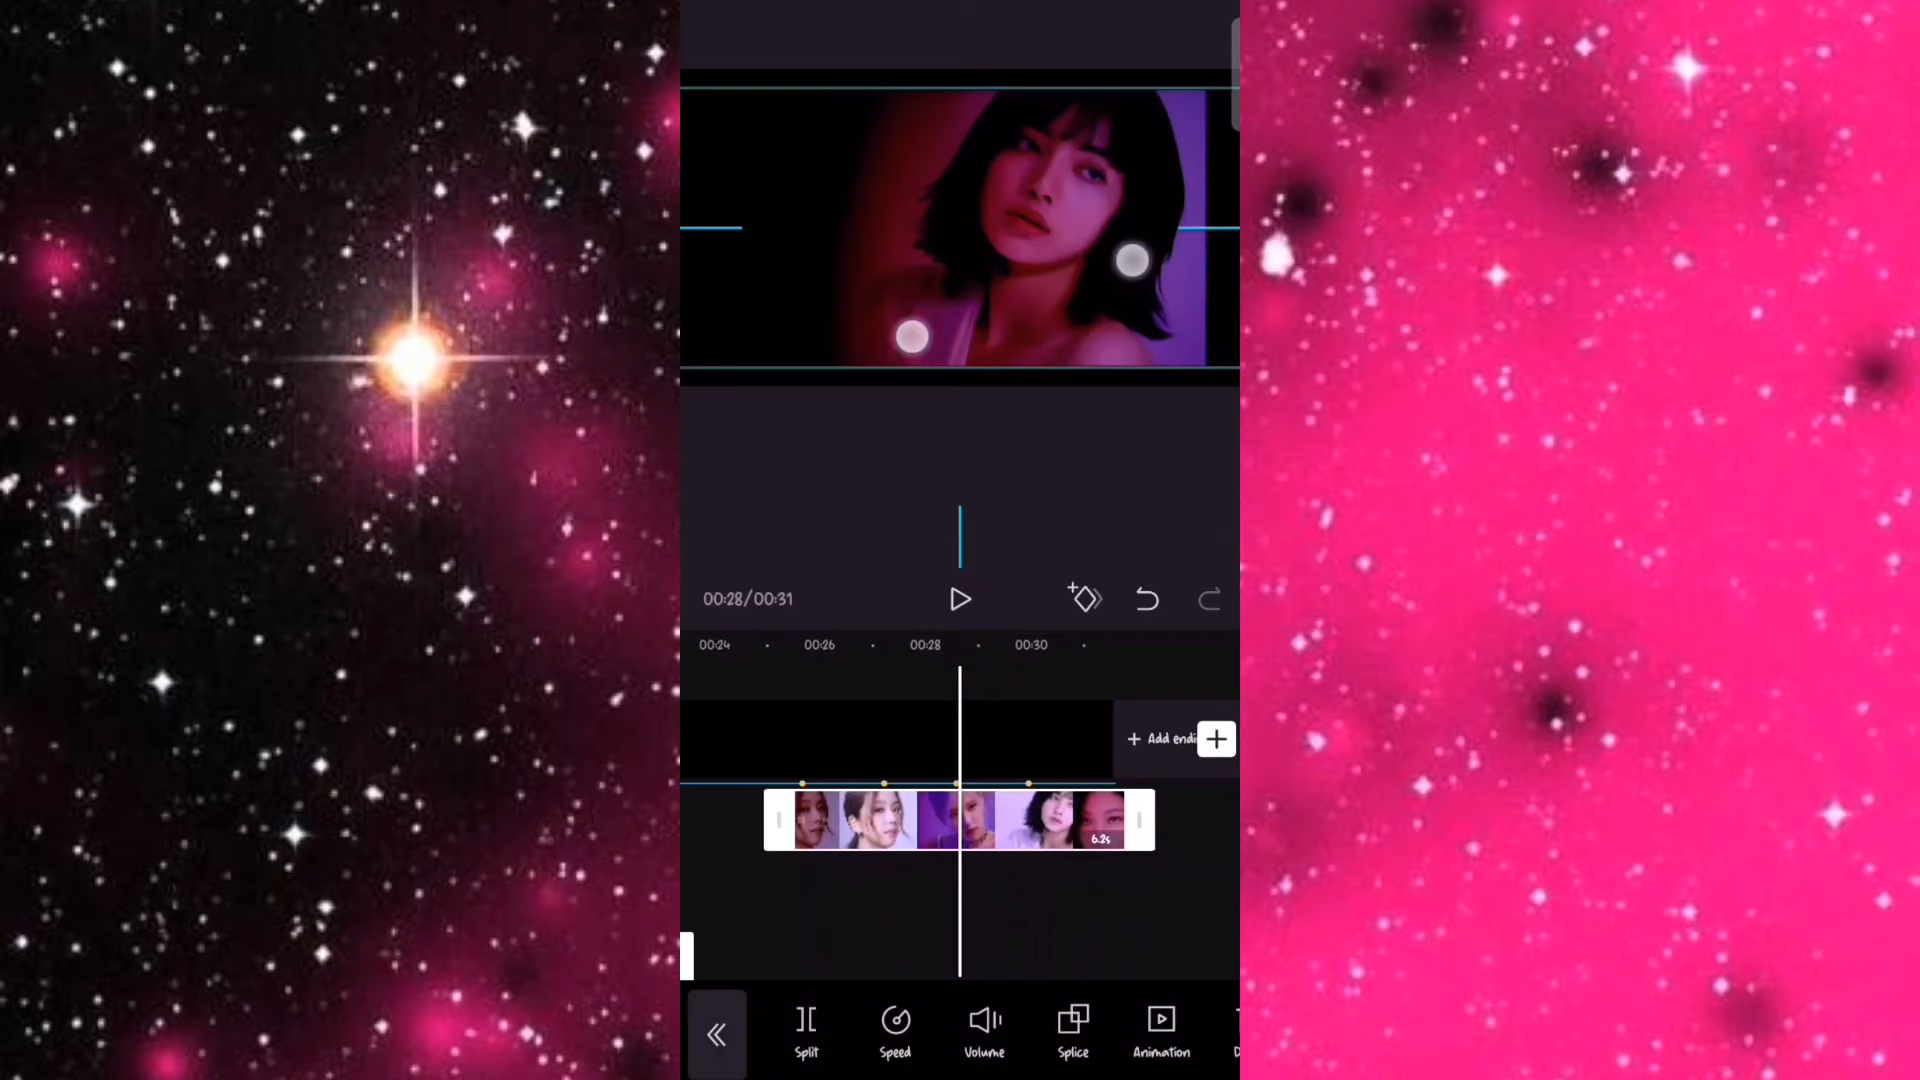 00:28/00:31
00:24
00:26
00:28
00:30
+ Add endi
6.2s
Split
Speed
Volume
Splice
Animation